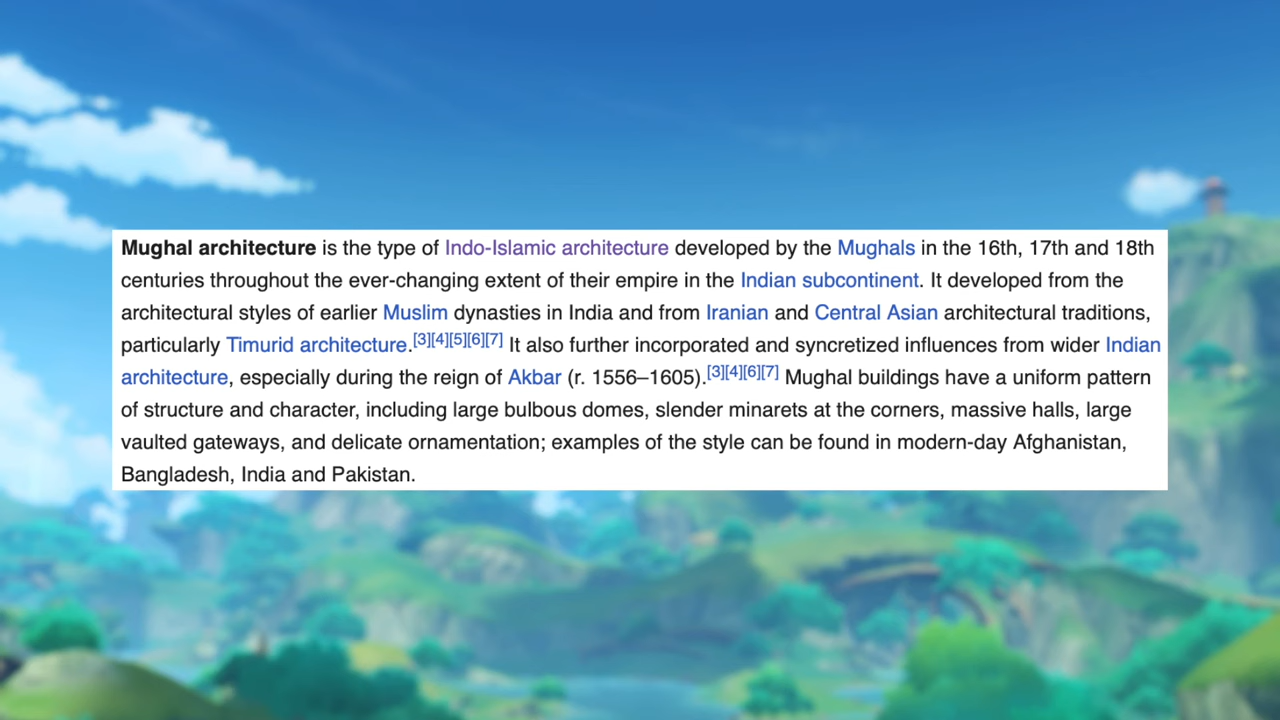 Mughal architecture is the type of Indo-Islamic architecture developed by the Mughals in the 16th, 17th and 18th
centuries throughout the ever-changing extent of their empire in the Indian subcontinent. It developed from the
architectural styles of earlier Muslim dynasties in India and from Iranian and Central Asian architectural traditions,
particularly Timurid architecture.[3][4][5][6][7] It also further incorporated and syncretized influences from wider Indian
architecture, especially during the reign of Akbar (r. 1556–1605).[3][4][6][7] Mughal buildings have a uniform pattern
of structure and character, including large bulbous domes, slender minarets at the corners, massive halls, large
vaulted gateways, and delicate ornamentation; examples of the style can be found in modern-day Afghanistan,
Bangladesh, India and Pakistan.